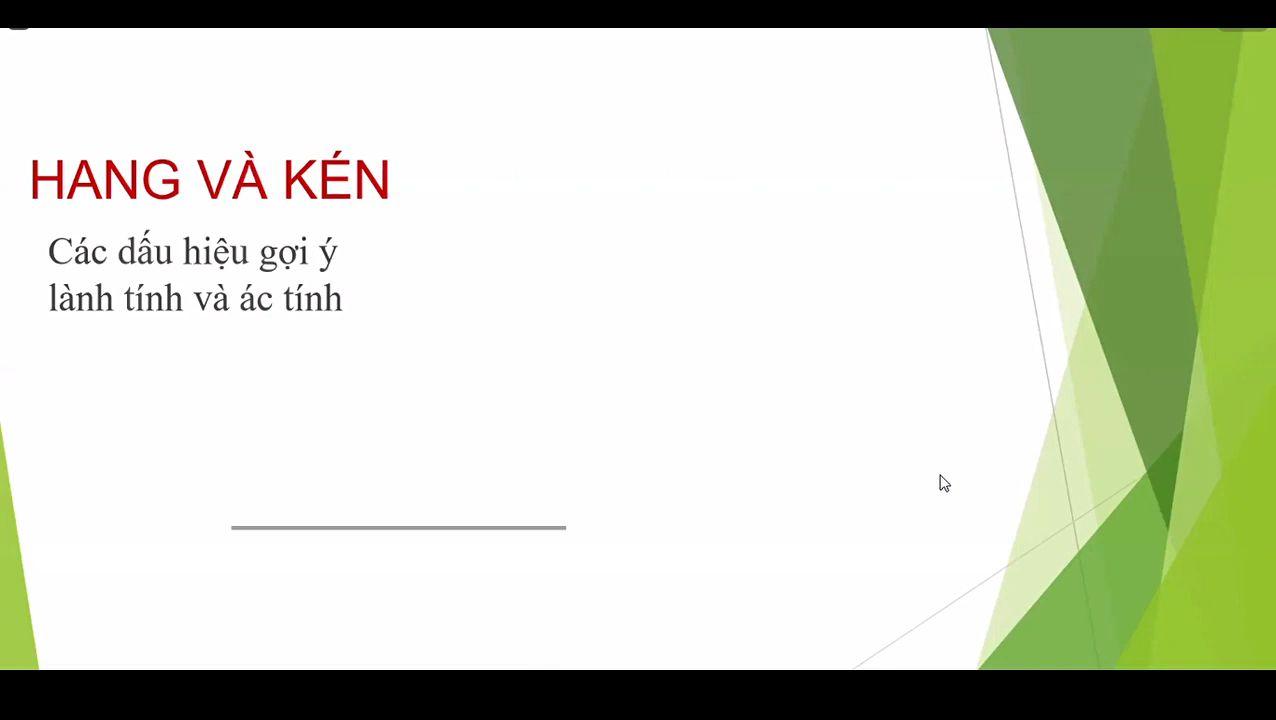 HANG VÀ KÉN
Các dấu hiệu gợi ý
lành tính và ác tính